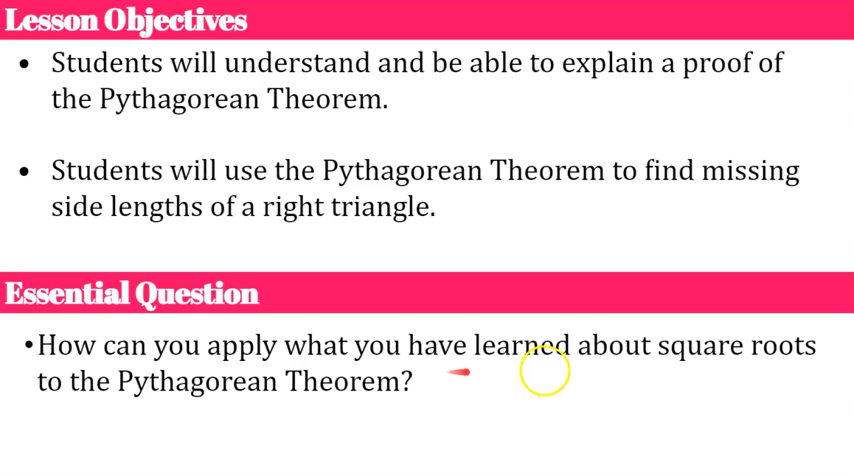 Lesson Objectives
• Students will understand and be able to explain a proof of
the Pythagorean Theorem.
• Students will use the Pythagorean Theorem to find missing
side lengths of a right triangle.
Essential Question
• How can you apply what you have learned about square roots
to the Pythagorean Theorem?